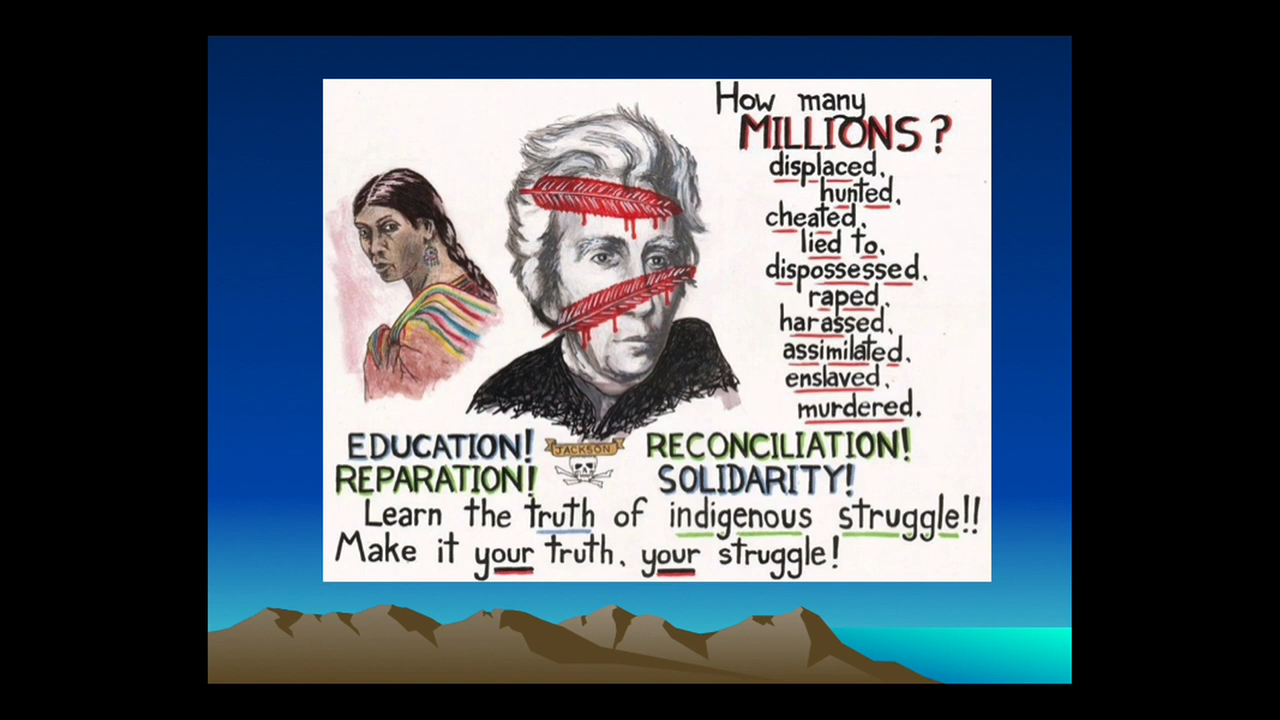 How many
MILLIONS?
displaced,
hunted,
cheated,
lied to,
dispossessed,
raped,
harassed,
assimilated,
enslaved,
murdered.
EDUCATION!
REPARATION!
JACKSON
RECONCILIATION!
SOLIDARITY!
Learn the truth of indigenous struggle!!
Make it your truth, your struggle!